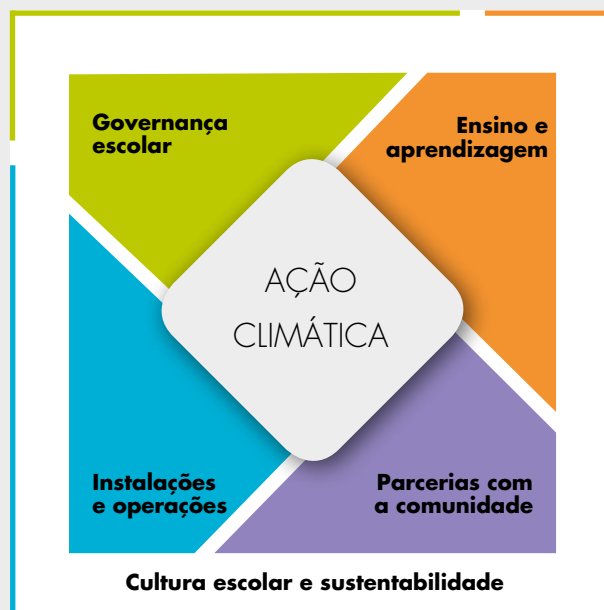 Governança
escolar
Ensino e
aprendizagem
AÇÃO
CLIMÁTICA
Instalações
e operações
Parcerias com
a comunidade
Cultura escolar e sustentabilidade